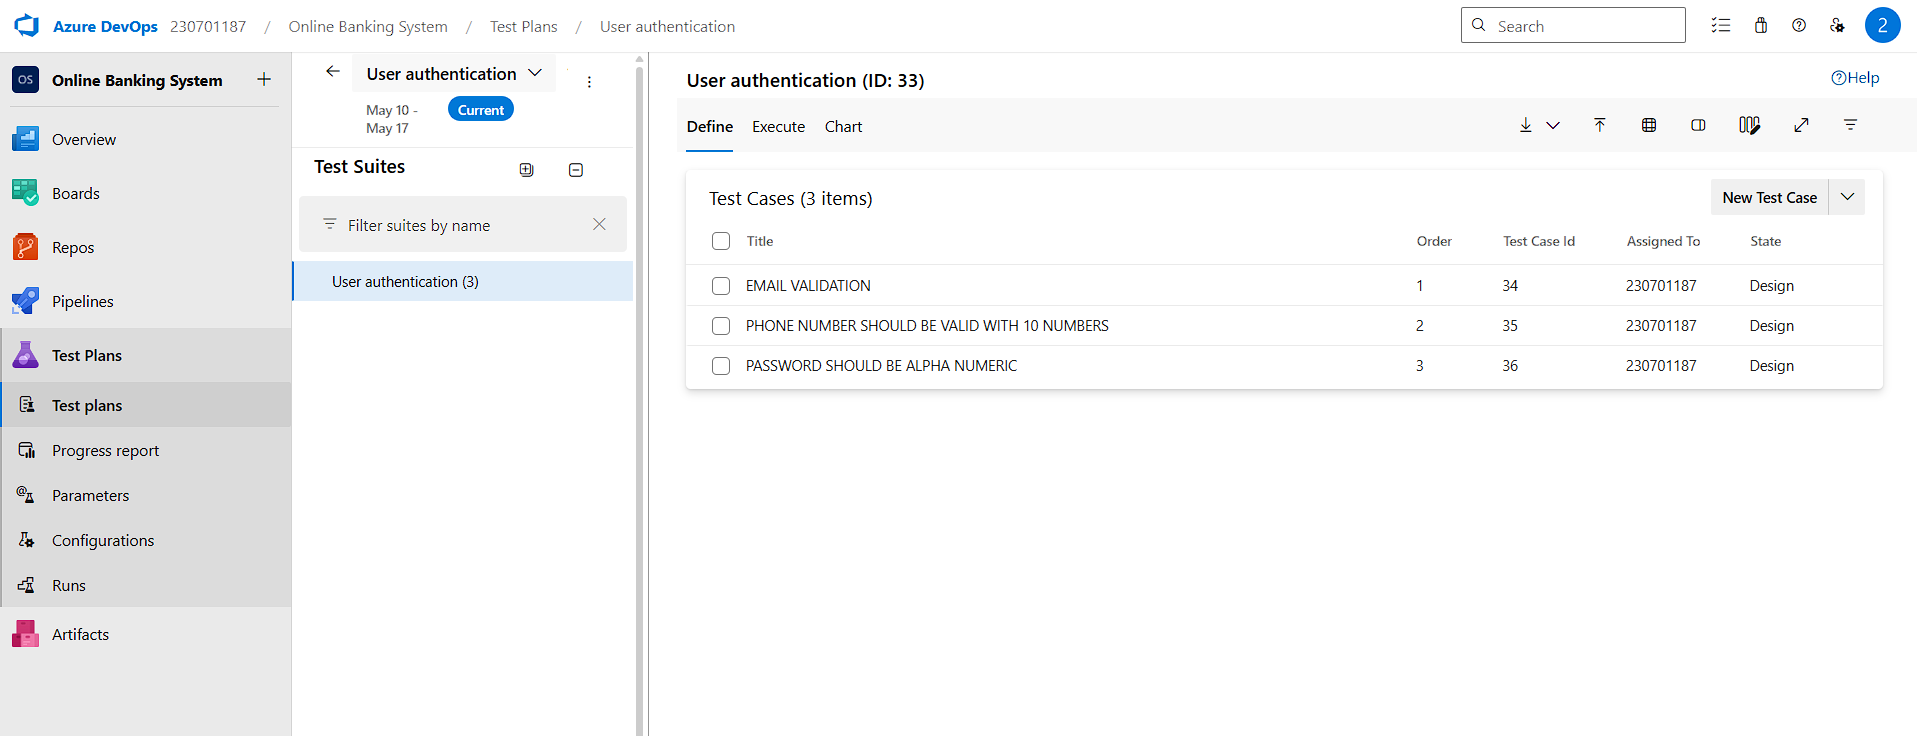 Azure DevOps 230701187 / Online Banking System / Test Plans / User authentication
Search
2
OS Online Banking System
Overview
Boards
Repos
Pipelines
Test Plans
Test plans
Progress report
Parameters
Configurations
Runs
Artifacts
User authentication
May 10 -
May 17
Current
Test Suites
Filter suites by name
User authentication (3)
User authentication (ID: 33)
Help
Define Execute Chart
Test Cases (3 items)
New Test Case
Title Order Test Case Id Assigned To State
EMAIL VALIDATION 1 34 230701187 Design
PHONE NUMBER SHOULD BE VALID WITH 10 NUMBERS 2 35 230701187 Design
PASSWORD SHOULD BE ALPHA NUMERIC 3 36 230701187 Design